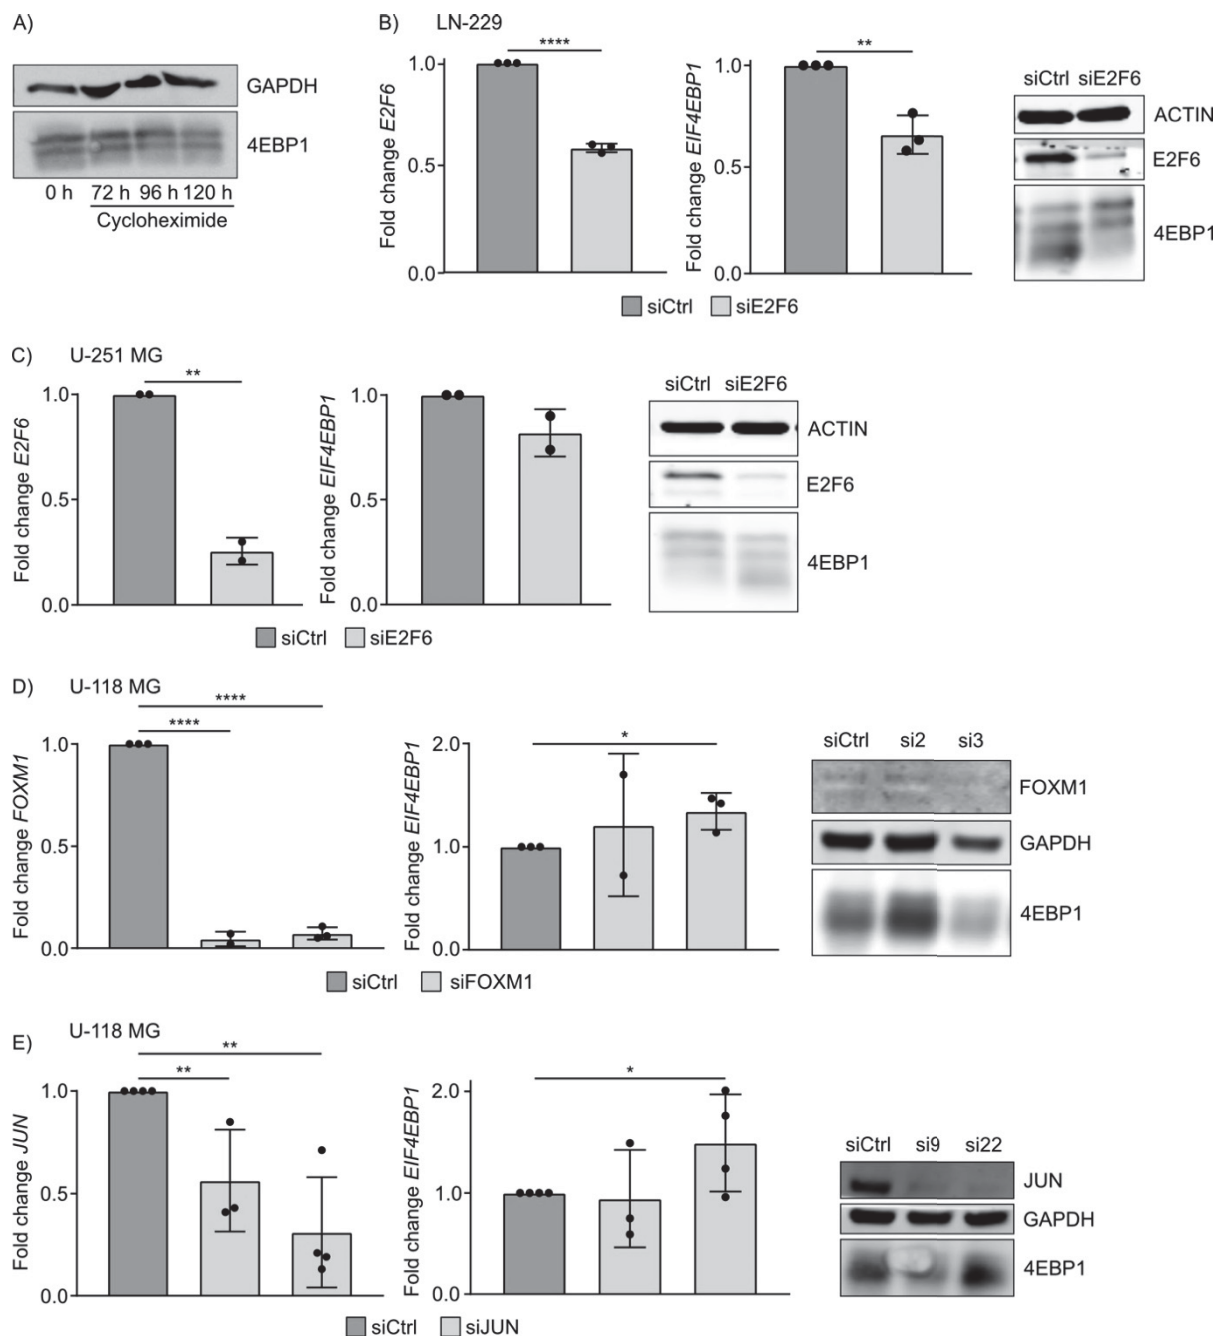 A)
GAPDH
4EBP1
0 h 72 h 96 h 120 h
Cycloheximide
B) LN-229
Fold change E2F6
1.0
0.5
0.0
****
Fold change EIF4EBP1
1.0
0.5
0.0
**
siCtrl siE2F6
siCtrl siE2F6
ACTIN
E2F6
4EBP1
C) U-251 MG
Fold change E2F6
1.0
0.5
0.0
**
Fold change EIF4EBP1
1.0
0.5
0.0
siCtrl siE2F6
siCtrl siE2F6
ACTIN
E2F6
4EBP1
D) U-118 MG
Fold change FOXM1
1.0
0.5
0.0
****
****
Fold change EIF4EBP1
2.0
1.0
0.0
*
siCtrl siFOXM1
siCtrl si2 si3
FOXM1
GAPDH
4EBP1
E) U-118 MG
Fold change JUN
1.0
0.5
0.0
**
**
Fold change EIF4EBP1
2.0
1.0
0.0
*
siCtrl siJUN
siCtrl si9 si22
JUN
GAPDH
4EBP1